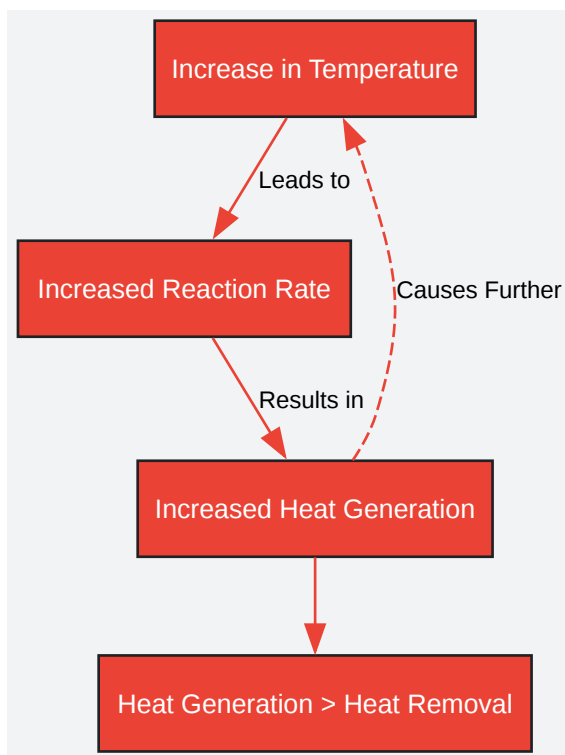 Increase in Temperature
Leads to
Increased Reaction Rate
Causes Further
Results in
Increased Heat Generation
Heat Generation > Heat Removal